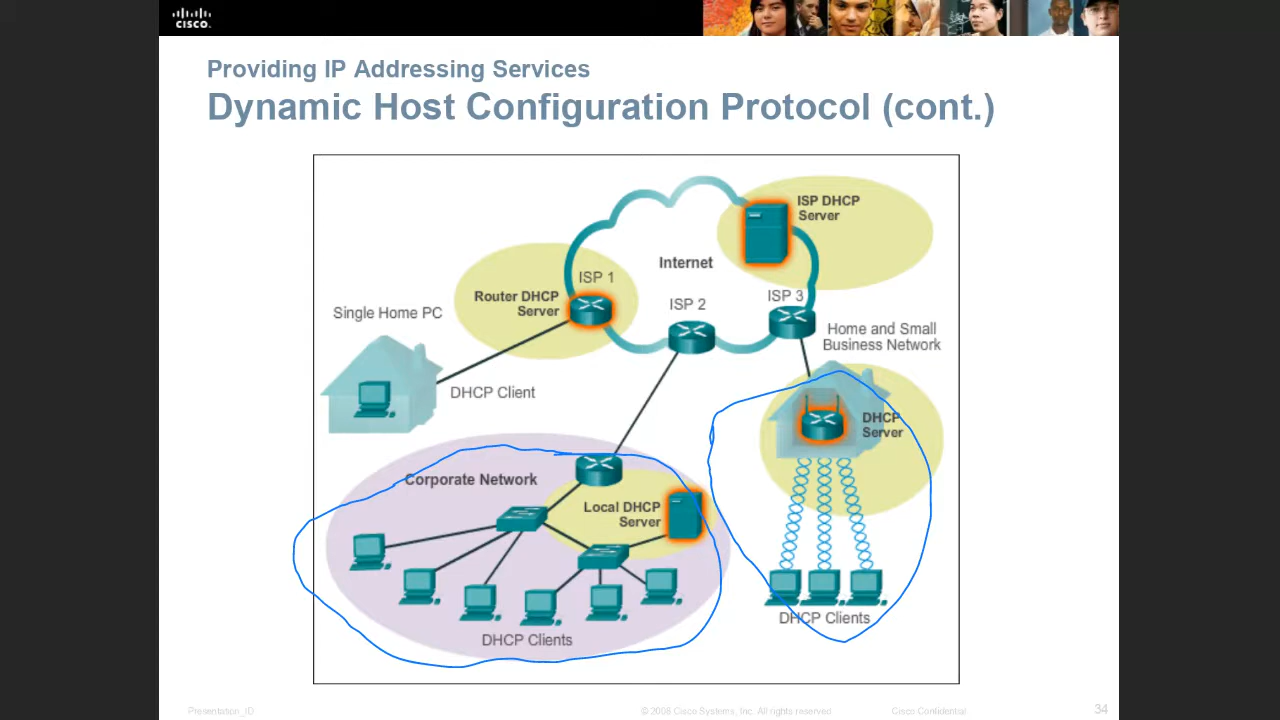 CISCO
Providing IP Addressing Services
Dynamic Host Configuration Protocol (cont.)
ISP DHCP
Server
Internet
ISP 1
Router DHCP
Server
ISP 2
ISP 3
Single Home PC
Home and Small
Business Network
DHCP Client
DHCP
Server
Corporate Network
Local DHCP
Server
DHCP Clients
DHCP Clients
Presentation_ID
© 2008 Cisco Systems, Inc. All rights reserved.
Cisco Confidential
34